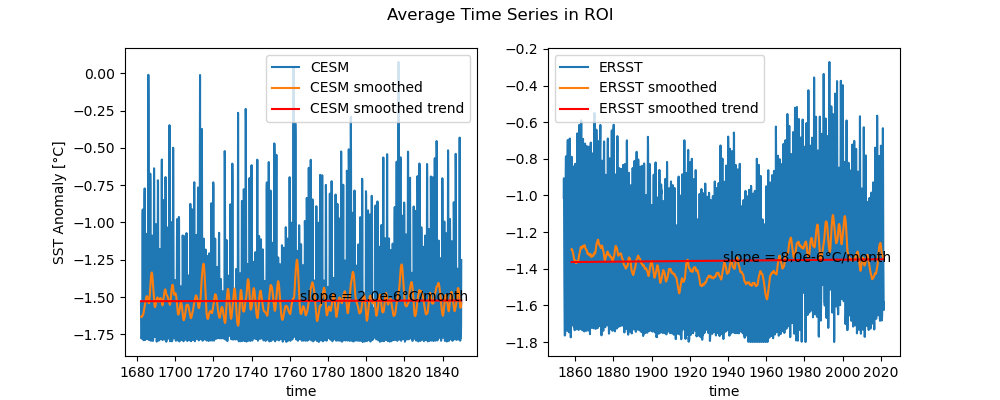 Average Time Series in ROI
CESM
CESM smoothed
CESM smoothed trend
SST Anomaly [°C]
0.00
−0.25
−0.50
−0.75
−1.00
−1.25
−1.50
−1.75
slope = 2.0e-6°C/month
1680 1700 1720 1740 1760 1780 1800 1820 1840
time
ERSST
ERSST smoothed
ERSST smoothed trend
−0.2
−0.4
−0.6
−0.8
−1.0
−1.2
−1.4
−1.6
−1.8
slope = 8.0e-6°C/month
1860 1880 1900 1920 1940 1960 1980 2000 2020
time